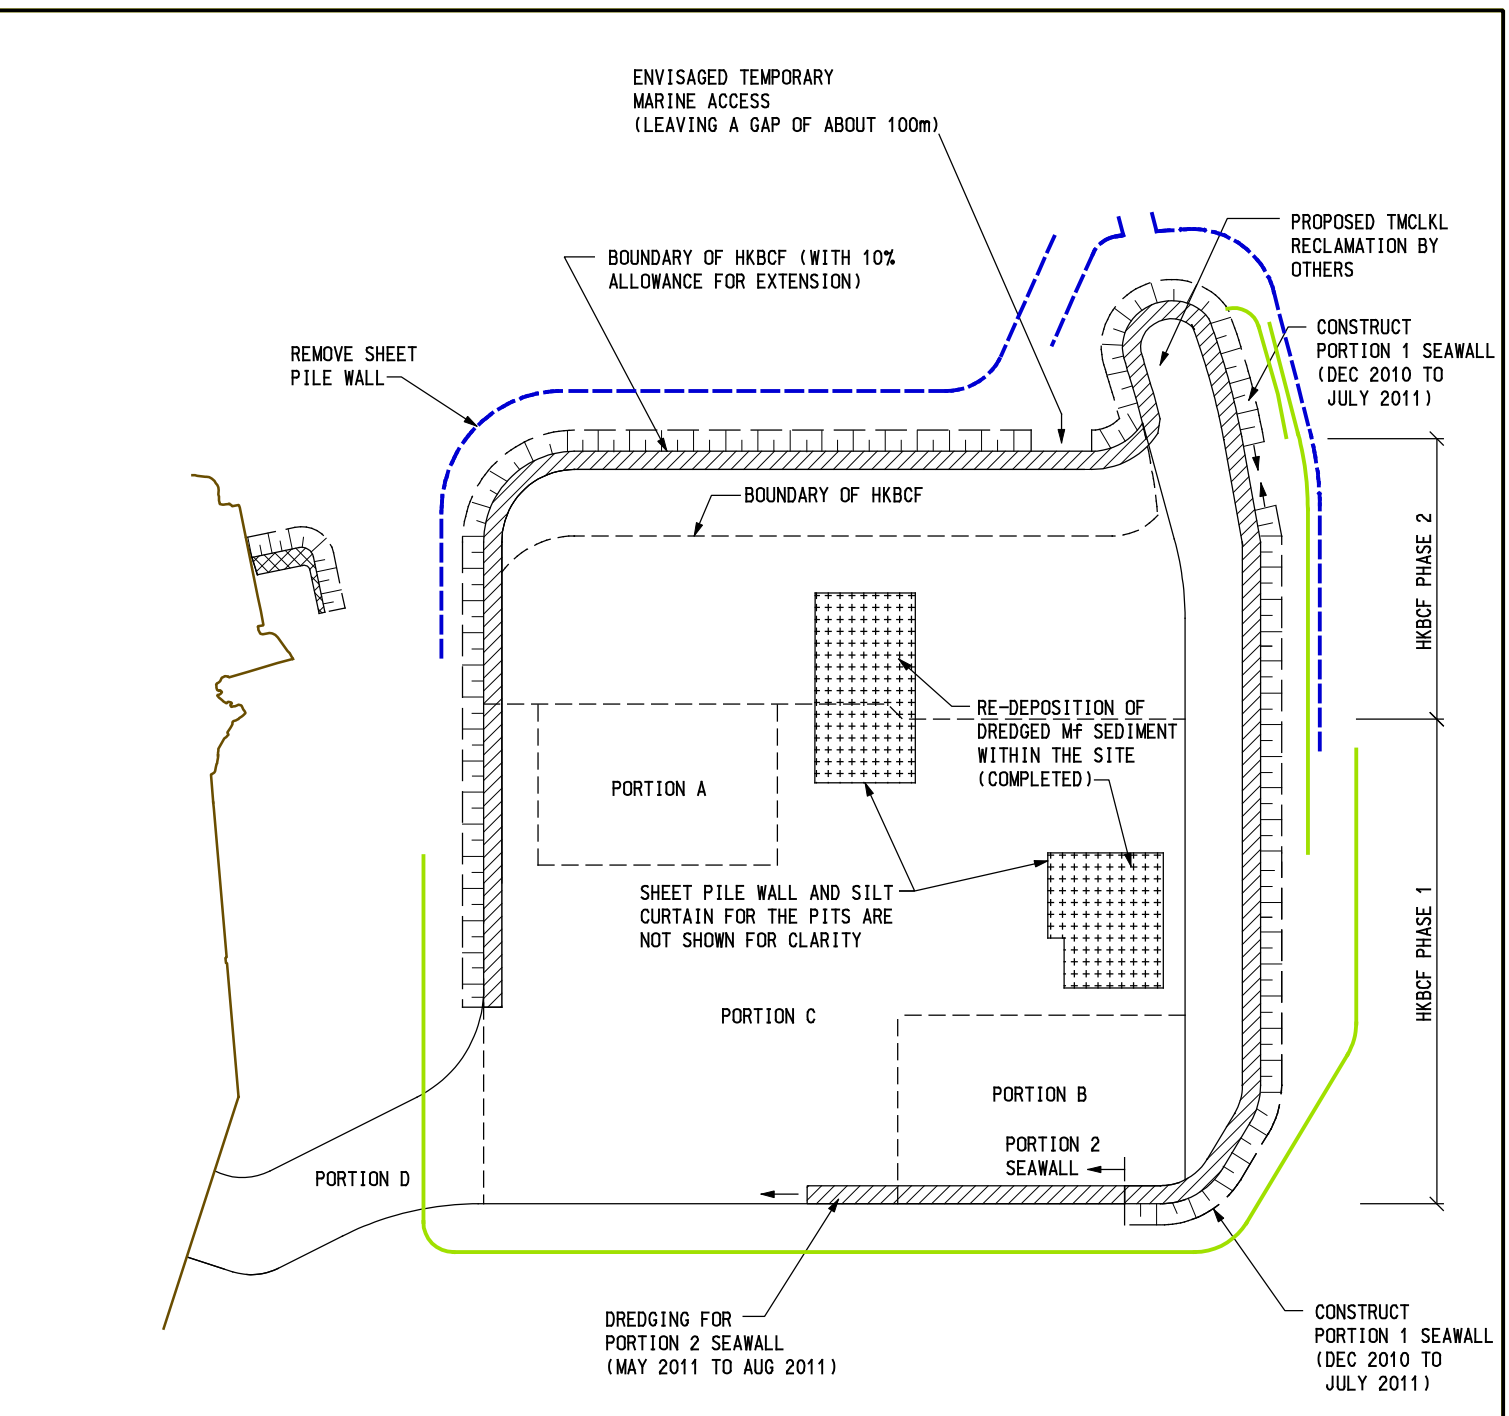 ENVISAGED TEMPORARY
MARINE ACCESS
(LEAVING A GAP OF ABOUT 100m)
PROPOSED TMCLKL
RECLAMATION BY
OTHERS
BOUNDARY OF HKBCF (WITH 10%
ALLOWANCE FOR EXTENSION)
CONSTRUCT
PORTION 1 SEAWALL
(DEC 2010 TO
JULY 2011)
REMOVE SHEET
PILE WALL
BOUNDARY OF HKBCF
HKBCF PHASE 2
RE-DEPOSITION OF
DREDGED Mf SEDIMENT
WITHIN THE SITE
(COMPLETED)
PORTION A
SHEET PILE WALL AND SILT
CURTAIN FOR THE PITS ARE
NOT SHOWN FOR CLARITY
HKBCF PHASE 1
PORTION C
PORTION B
PORTION 2
SEAWALL
PORTION D
DREDGING FOR
PORTION 2 SEAWALL
(MAY 2011 TO AUG 2011)
CONSTRUCT
PORTION 1 SEAWALL
(DEC 2010 TO
JULY 2011)